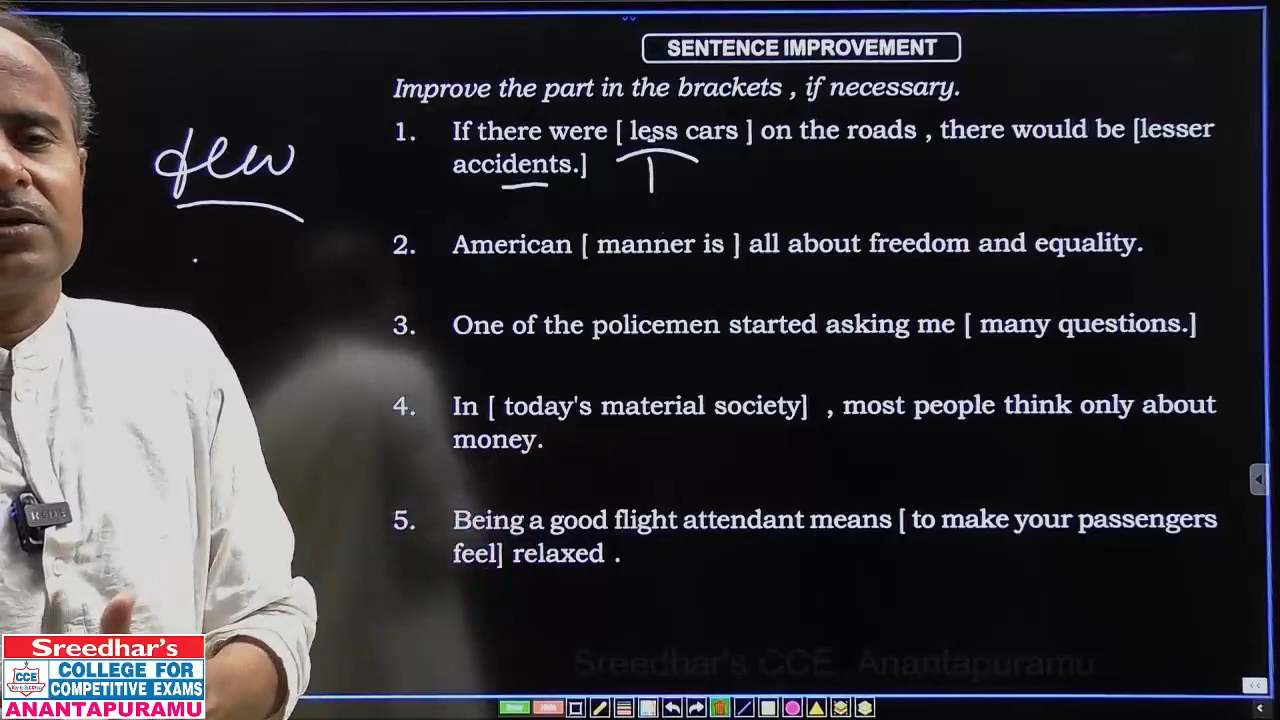 SENTENCE IMPROVEMENT
Improve the part in the brackets , if necessary.
1. If there were [ less cars ] on the roads , there would be [lesser
accidents.]
few
2. American [ manner is ] all about freedom and equality.
3. One of the policemen started asking me [ many questions.]
4. In [ today's material society] , most people think only about
money.
5. Being a good flight attendant means [ to make your passengers
feel] relaxed .
Sreedhar's CCE, Anantapuramu
Sreedhar's
CCE
COLLEGE FOR
COMPETITIVE EXAMS
ANANTAPURAMU